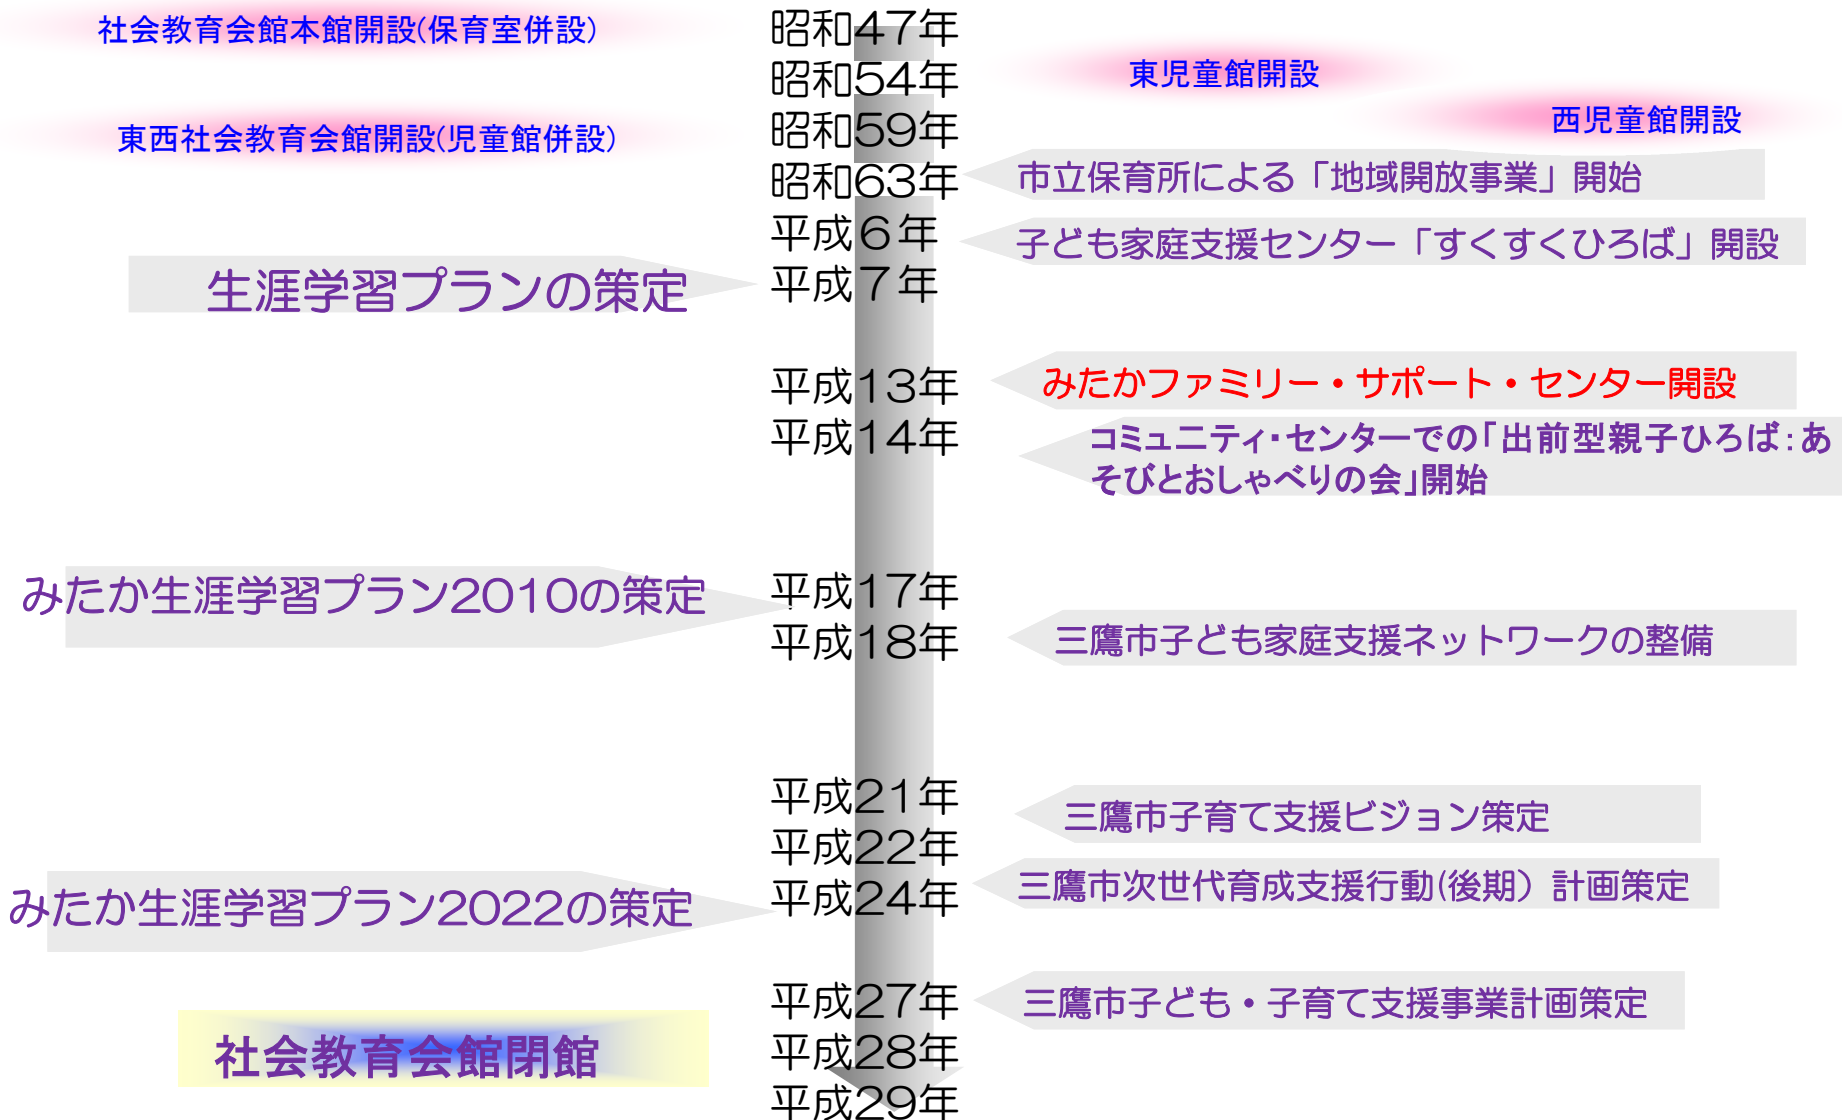 社会教育会館本館開設(保育室併設)
昭和47年
昭和54年
東児童館開設
西児童館開設
東西社会教育会館開設(児童館併設)
昭和59年
昭和63年
市立保育所による「地域開放事業」開始
平成6年
子ども家庭支援センター「すくすくひろば」開設
生涯学習プランの策定
平成7年
平成13年
みたかファミリー・サポート・センター開設
平成14年
コミュニティ・センターでの「出前型親子ひろば:あ
そびとおしゃべりの会」開始
みたか生涯学習プラン2010の策定
平成17年
平成18年
三鷹市子ども家庭支援ネットワークの整備
平成21年
三鷹市子育て支援ビジョン策定
平成22年
みたか生涯学習プラン2022の策定
平成24年
三鷹市次世代育成支援行動(後期）計画策定
平成27年
三鷹市子ども・子育て支援事業計画策定
社会教育会館閉館
平成28年
平成29年